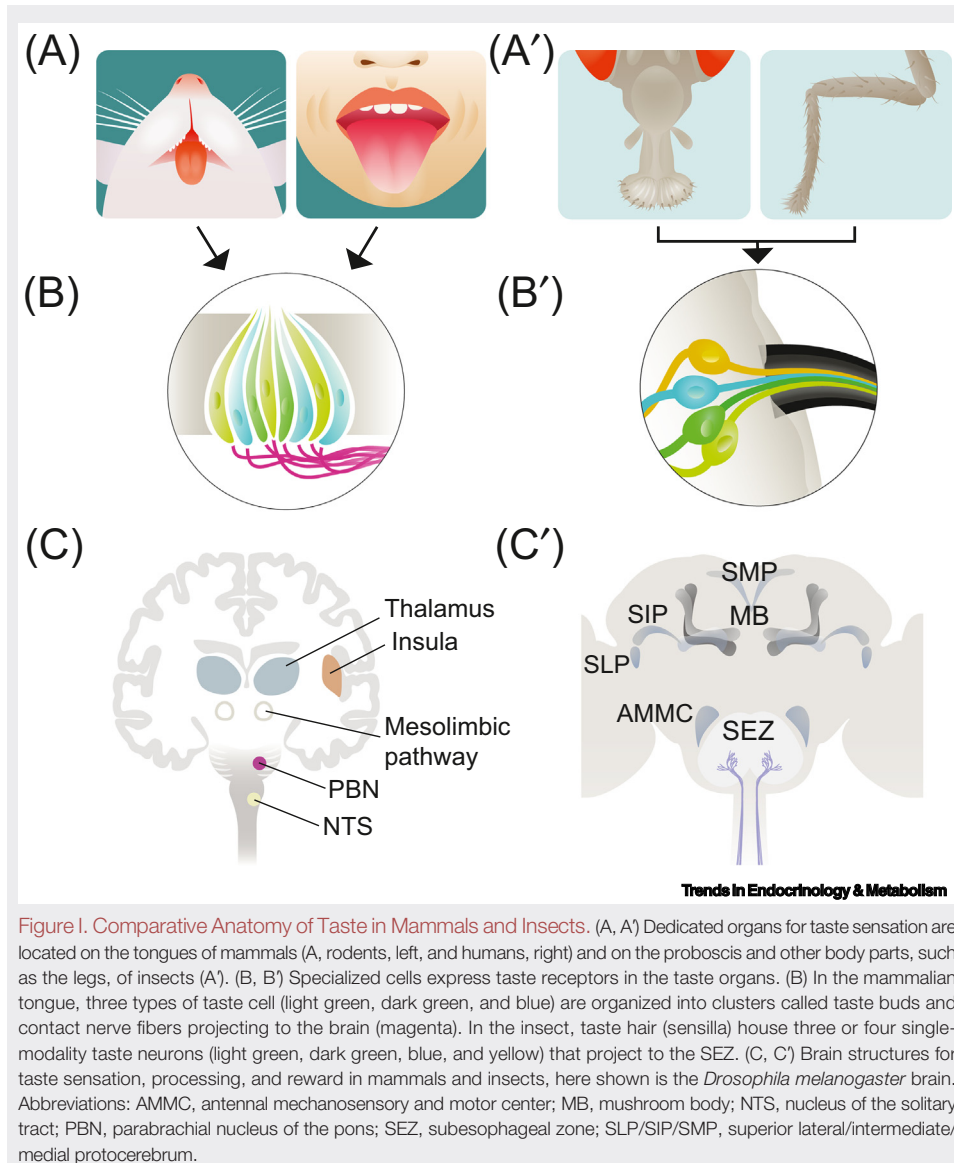 (A)
(A′)
(B)
(B′)
(C)
Thalamus
Insula
Mesolimbic
pathway
PBN
NTS
(C′)
SMP
SIP
MB
SLP
AMMC
SEZ
Trends in Endocrinology & Metabolism
Figure I. Comparative Anatomy of Taste in Mammals and Insects. (A, A′) Dedicated organs for taste sensation are
located on the tongues of mammals (A, rodents, left, and humans, right) and on the proboscis and other body parts, such
as the legs, of insects (A′). (B, B′) Specialized cells express taste receptors in the taste organs. (B) In the mammalian
tongue, three types of taste cell (light green, dark green, and blue) are organized into clusters called taste buds and
contact nerve fibers projecting to the brain (magenta). In the insect, taste hair (sensilla) house three or four single-
modality taste neurons (light green, dark green, blue, and yellow) that project to the SEZ. (C, C′) Brain structures for
taste sensation, processing, and reward in mammals and insects, here shown is the Drosophila melanogaster brain.
Abbreviations: AMMC, antennal mechanosensory and motor center; MB, mushroom body; NTS, nucleus of the solitary
tract; PBN, parabrachial nucleus of the pons; SEZ, subesophageal zone; SLP/SIP/SMP, superior lateral/intermediate/
medial protocerebrum.